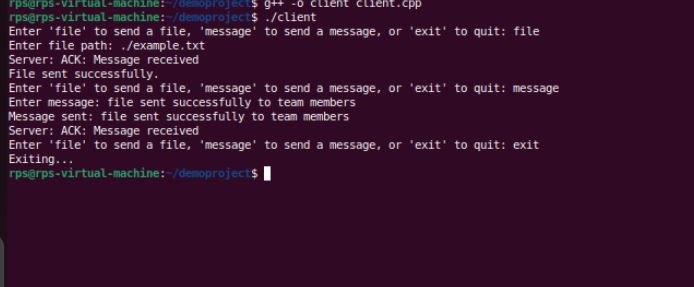 rps@rps-virtual-machine:~/demoproject$ g++ -o client client.cpp
rps@rps-virtual-machine:~/demoproject$ ./client
Enter 'file' to send a file, 'message' to send a message, or 'exit' to quit: file
Enter file path: ./example.txt
Server: ACK: Message received
File sent successfully.
Enter 'file' to send a file, 'message' to send a message, or 'exit' to quit: message
Enter message: file sent successfully to team members
Message sent: file sent successfully to team members
Server: ACK: Message received
Enter 'file' to send a file, 'message' to send a message, or 'exit' to quit: exit
Exiting...
rps@rps-virtual-machine:~/demoproject$